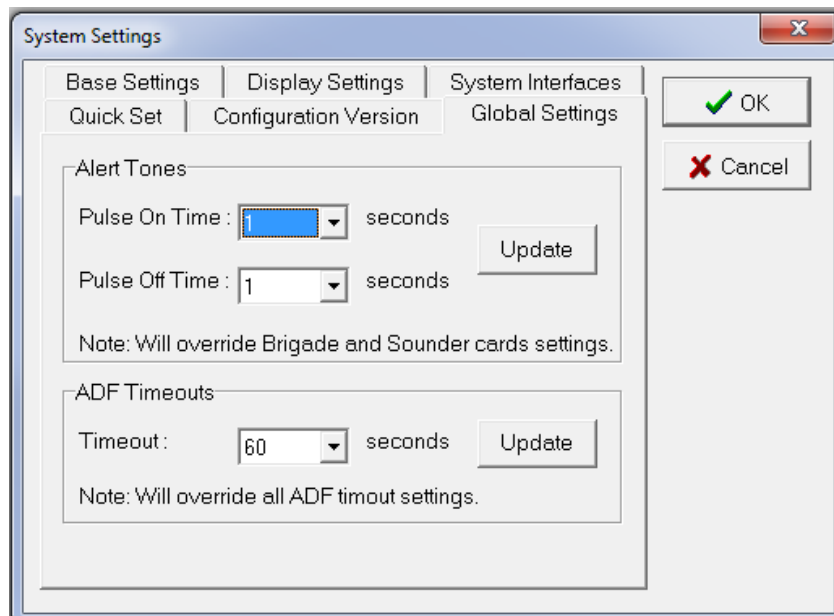 System Settings
Base Settings
Display Settings
System Interfaces
Quick Set
Configuration Version
Global Settings
OK
Cancel
Alert Tones
Pulse On Time : 1 seconds
Update
Pulse Off Time : 1 seconds
Note: Will override Brigade and Sounder cards settings.
ADF Timeouts
Timeout : 60 seconds
Update
Note: Will override all ADF timout settings.